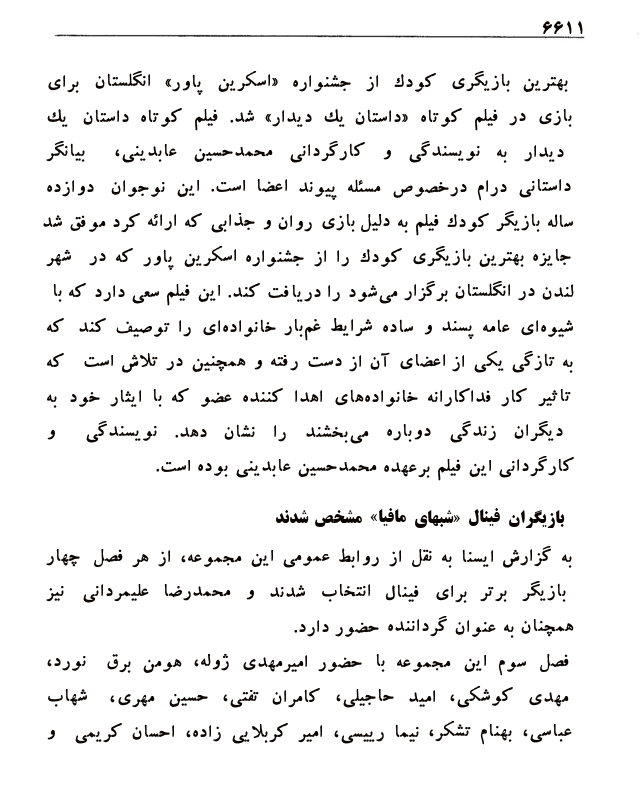 ۶۶۱۱
بهترین بازیگری کودك از جشنواره «اسکرین پاور» انگلستان برای
بازی در فیلم کوتاه «داستان یك دیدار» شد. فیلم کوتاه داستان یك
دیدار به نویسندگی و کارگردانی محمدحسین عابدینی، بیانگر
داستانی درام درخصوص مسئله پیوند اعضا است. این نوجوان دوازده
ساله بازیگر کودك فیلم به دلیل بازی روان و جذابی که ارائه کرد موفق شد
جایزه بهترین بازیگری کودك را از جشنواره اسکرین پاور که در شهر
لندن در انگلستان برگزار می‌شود را دریافت کند. این فیلم سعی دارد که با
شیوه‌ای عامه پسند و ساده شرایط غم‌بار خانواده‌ای را توصیف کند که
به تازگی یکی از اعضای آن از دست رفته و همچنین در تلاش است که
تاثیر کار فداکارانه خانواده‌های اهدا کننده عضو که با ایثار خود به
دیگران زندگی دوباره می‌بخشند را نشان دهد. نویسندگی و
کارگردانی این فیلم برعهده محمدحسین عابدینی بوده است.
بازیگران فینال «شبهای مافیا» مشخص شدند
به گزارش ایسنا به نقل از روابط عمومی این مجموعه، از هر فصل چهار
بازیگر برتر برای فینال انتخاب شدند و محمدرضا علیمردانی نیز
همچنان به عنوان گرداننده حضور دارد.
فصل سوم این مجموعه با حضور امیرمهدی ژوله، هومن برق نورد،
مهدی کوشکی، امید حاجیلی، کامران تفتی، حسین مهری، شهاب
عباسی، بهنام تشکر، نیما رییسی، امیر کربلایی زاده، احسان کریمی و